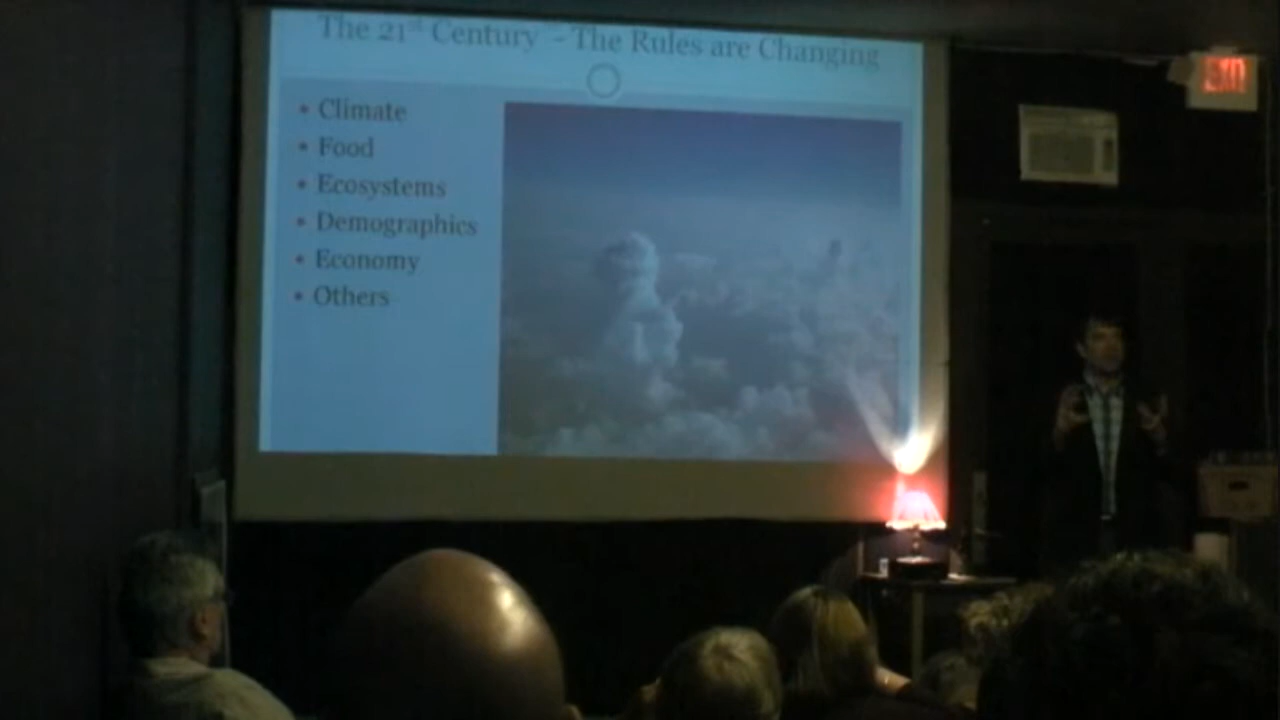 The 21st Century - The Rules are Changing
• Climate
• Food
• Ecosystems
• Demographics
• Economy
• Others
EXIT